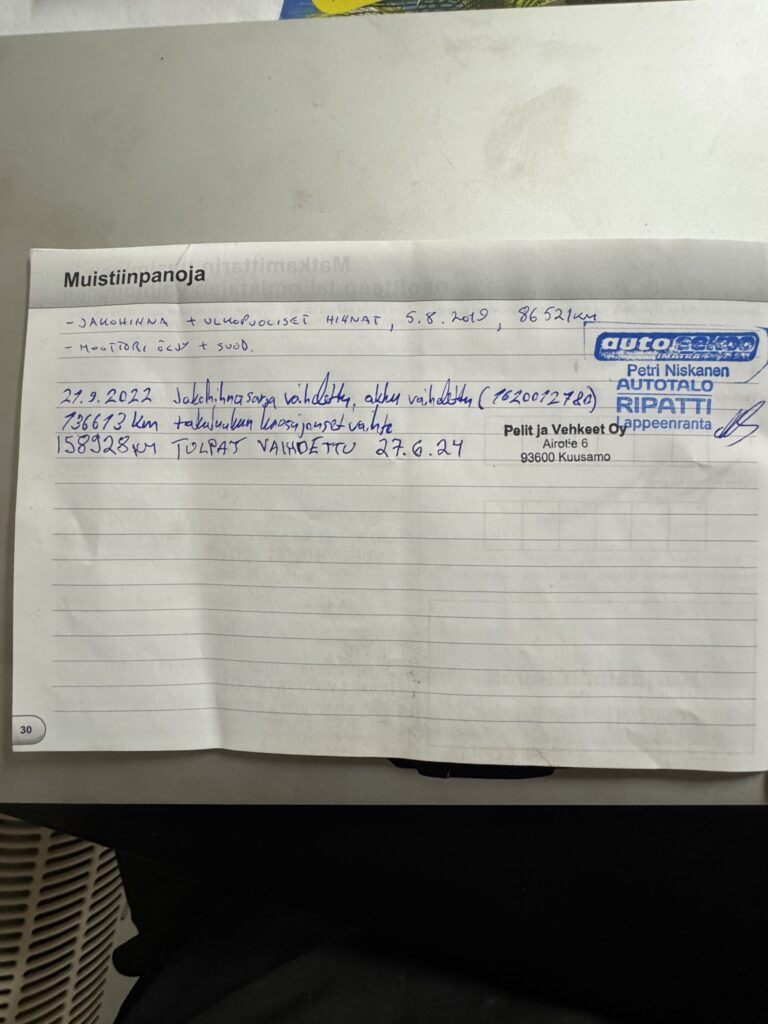 Muistiinpanoja
- JAKOHIHNA + ULKOPUOLISET HIHNAT, 5.8.2019, 86521km
- MOOTTORI ÖLJY + SUOD.
auto
IMATRA
Petri Niskanen
AUTOTALO
RIPATTI
Lappeenranta
21.9.2022 Jakohihnasarja vaihdettu, akku vaihdettu (1620012780)
136613 km takaluukun
158928KM TULPAT VAIHDETTU 27.6.24
Pelit ja Vehkeet Oy
Airotie 6
93600 Kuusamo
30